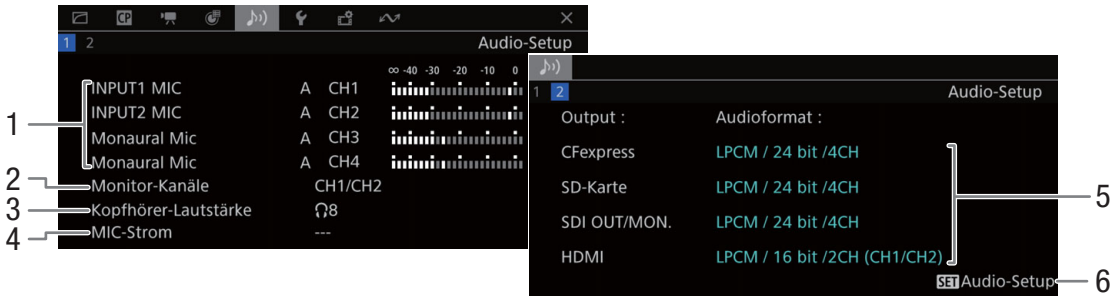 CP
1 2 Audio-Setup
∞ -40 -30 -20 -10 0
INPUT1 MIC A CH1
INPUT2 MIC A CH2
Monaural Mic A CH3
Monaural Mic A CH4
Monitor-Kanäle CH1/CH2
Kopfhörer-Lautstärke 8
MIC-Strom ---
1
2
3
4
1 2 Audio-Setup
Output : Audioformat :
CFexpress LPCM / 24 bit /4CH
SD-Karte LPCM / 24 bit /4CH
SDI OUT/MON. LPCM / 24 bit /4CH
HDMI LPCM / 16 bit /2CH (CH1/CH2)
SET Audio-Setup
5
6